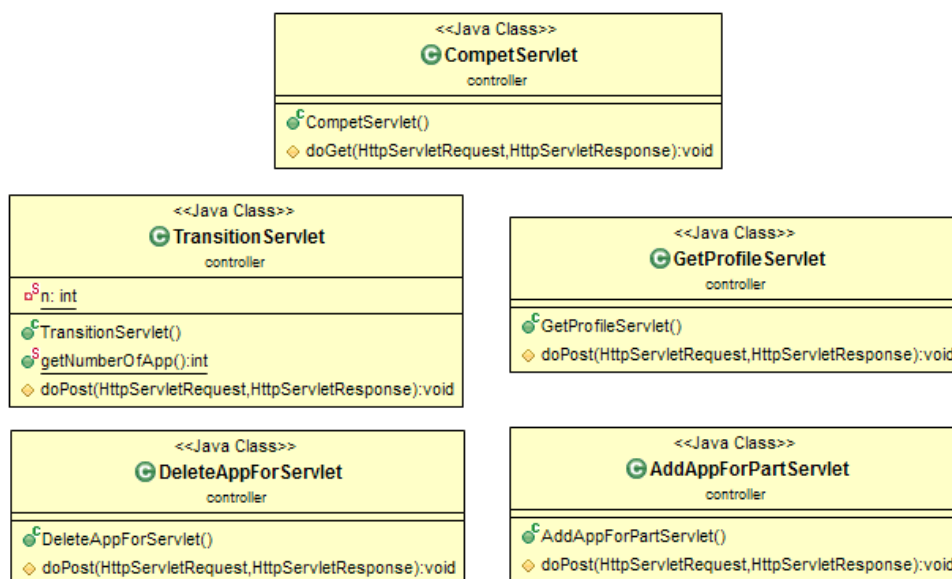 <<Java Class>>
CompetServlet
controller
CompetServlet()
doGet(HttpServletRequest,HttpServletResponse):void
<<Java Class>>
TransitionServlet
controller
n: int
TransitionServlet()
getNumberOfApp():int
doPost(HttpServletRequest,HttpServletResponse):void
<<Java Class>>
GetProfileServlet
controller
GetProfileServlet()
doPost(HttpServletRequest,HttpServletResponse):void
<<Java Class>>
DeleteAppForServlet
controller
DeleteAppForServlet()
doPost(HttpServletRequest,HttpServletResponse):void
<<Java Class>>
AddAppForPartServlet
controller
AddAppForPartServlet()
doPost(HttpServletRequest,HttpServletResponse):void